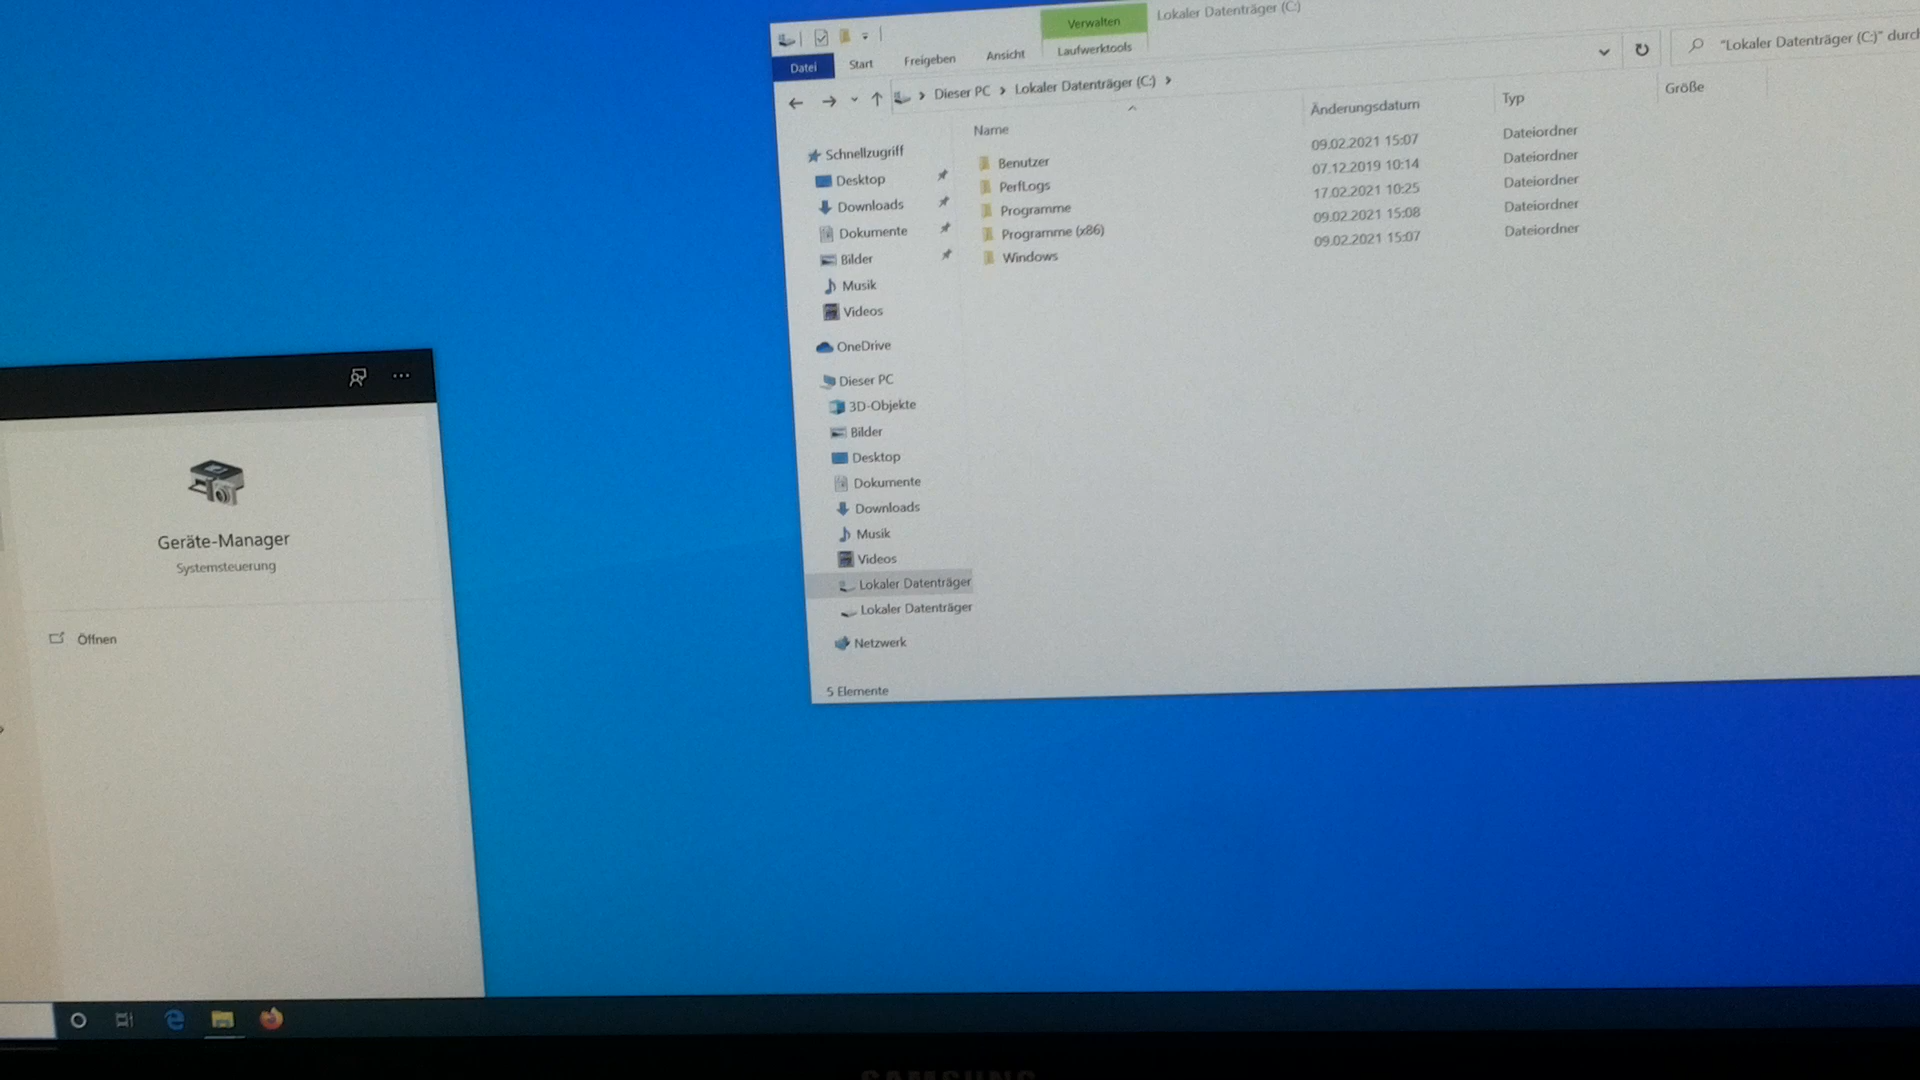 Verwalten
Lokaler Datenträger (C:)
Datei
Start
Freigeben
Ansicht
Laufwerktools
Dieser PC
Lokaler Datenträger (C:)
"Lokaler Datenträger (C:)" durch
Name
Änderungsdatum
Typ
Größe
Benutzer 09.02.2021 15:07 Dateiordner
PerfLogs 07.12.2019 10:14 Dateiordner
Programme 17.02.2021 10:25 Dateiordner
Programme (x86) 09.02.2021 15:08 Dateiordner
Windows 09.02.2021 15:07 Dateiordner
Schnellzugriff
Desktop
Downloads
Dokumente
Bilder
Musik
Videos
OneDrive
Dieser PC
3D-Objekte
Bilder
Desktop
Dokumente
Downloads
Musik
Videos
Lokaler Datenträger
Lokaler Datenträger
Netzwerk
5 Elemente
Geräte-Manager
Systemsteuerung
Öffnen
SAMSUNG